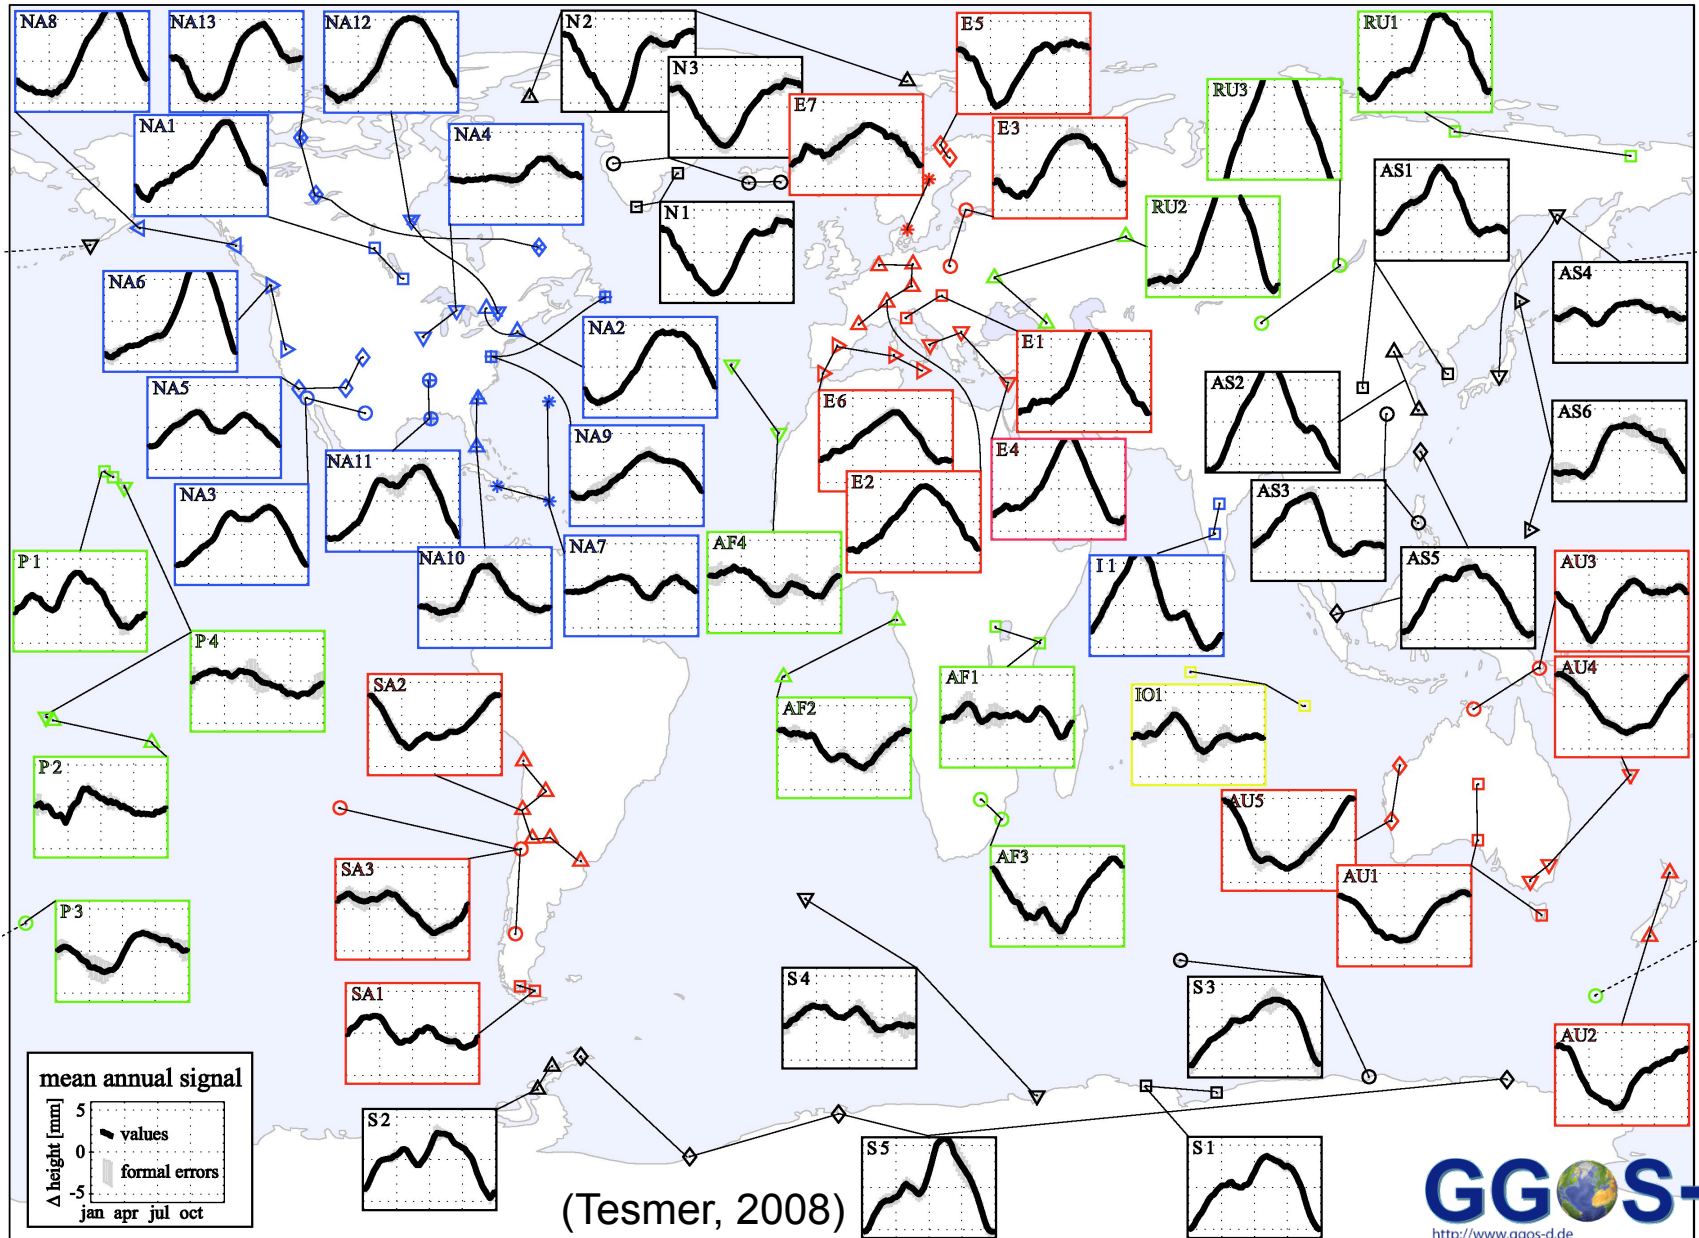 NA8
NA13
NA12
N2
E5
RU1
N3
RU3
E7
NA1
NA4
E3
AS1
RU2
N1
AS4
NA6
NA2
E1
NA5
AS2
E6
AS6
NA9
E4
NA11
E2
NA3
AS3
AF4
NA7
NA10
AS5
P1
I1
AU3
P4
AU4
AF1
SA2
IO1
AF2
P2
AU5
AF3
SA3
AU1
P3
S4
S3
SA1
AU2
mean annual signal
Δ height [mm]
5
0
-5
values
formal errors
jan apr jul oct
S2
S5
S1
(Tesmer, 2008)
GGOS-
http://www.ggos-d.de